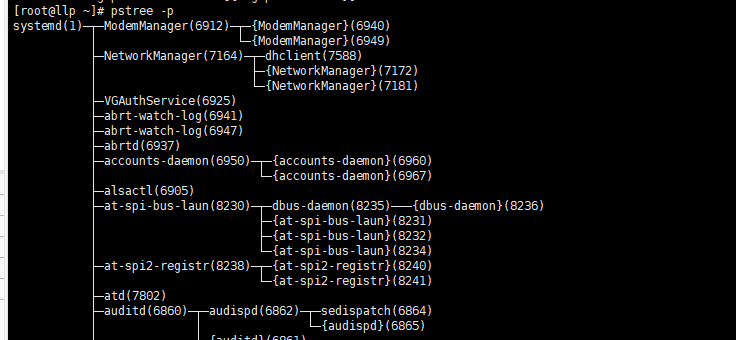 [root@llp ~]# pstree -p
systemd(1)─┬─ModemManager(6912)─┬─{ModemManager}(6940)
           │                    └─{ModemManager}(6949)
           ├─NetworkManager(7164)─┬─dhclient(7588)
           │                      ├─{NetworkManager}(7172)
           │                      └─{NetworkManager}(7181)
           ├─VGAuthService(6925)
           ├─abrt-watch-log(6941)
           ├─abrt-watch-log(6947)
           ├─abrtd(6937)
           ├─accounts-daemon(6950)─┬─{accounts-daemon}(6960)
           │                       └─{accounts-daemon}(6967)
           ├─alsactl(6905)
           ├─at-spi-bus-laun(8230)─┬─dbus-daemon(8235)───{dbus-daemon}(8236)
           │                       ├─{at-spi-bus-laun}(8231)
           │                       ├─{at-spi-bus-laun}(8232)
           │                       └─{at-spi-bus-laun}(8234)
           ├─at-spi2-registr(8238)─┬─{at-spi2-registr}(8240)
           │                       └─{at-spi2-registr}(8241)
           ├─atd(7802)
           ├─auditd(6860)─┬─audispd(6862)─┬─sedispatch(6864)
           │              │               └─{audispd}(6865)